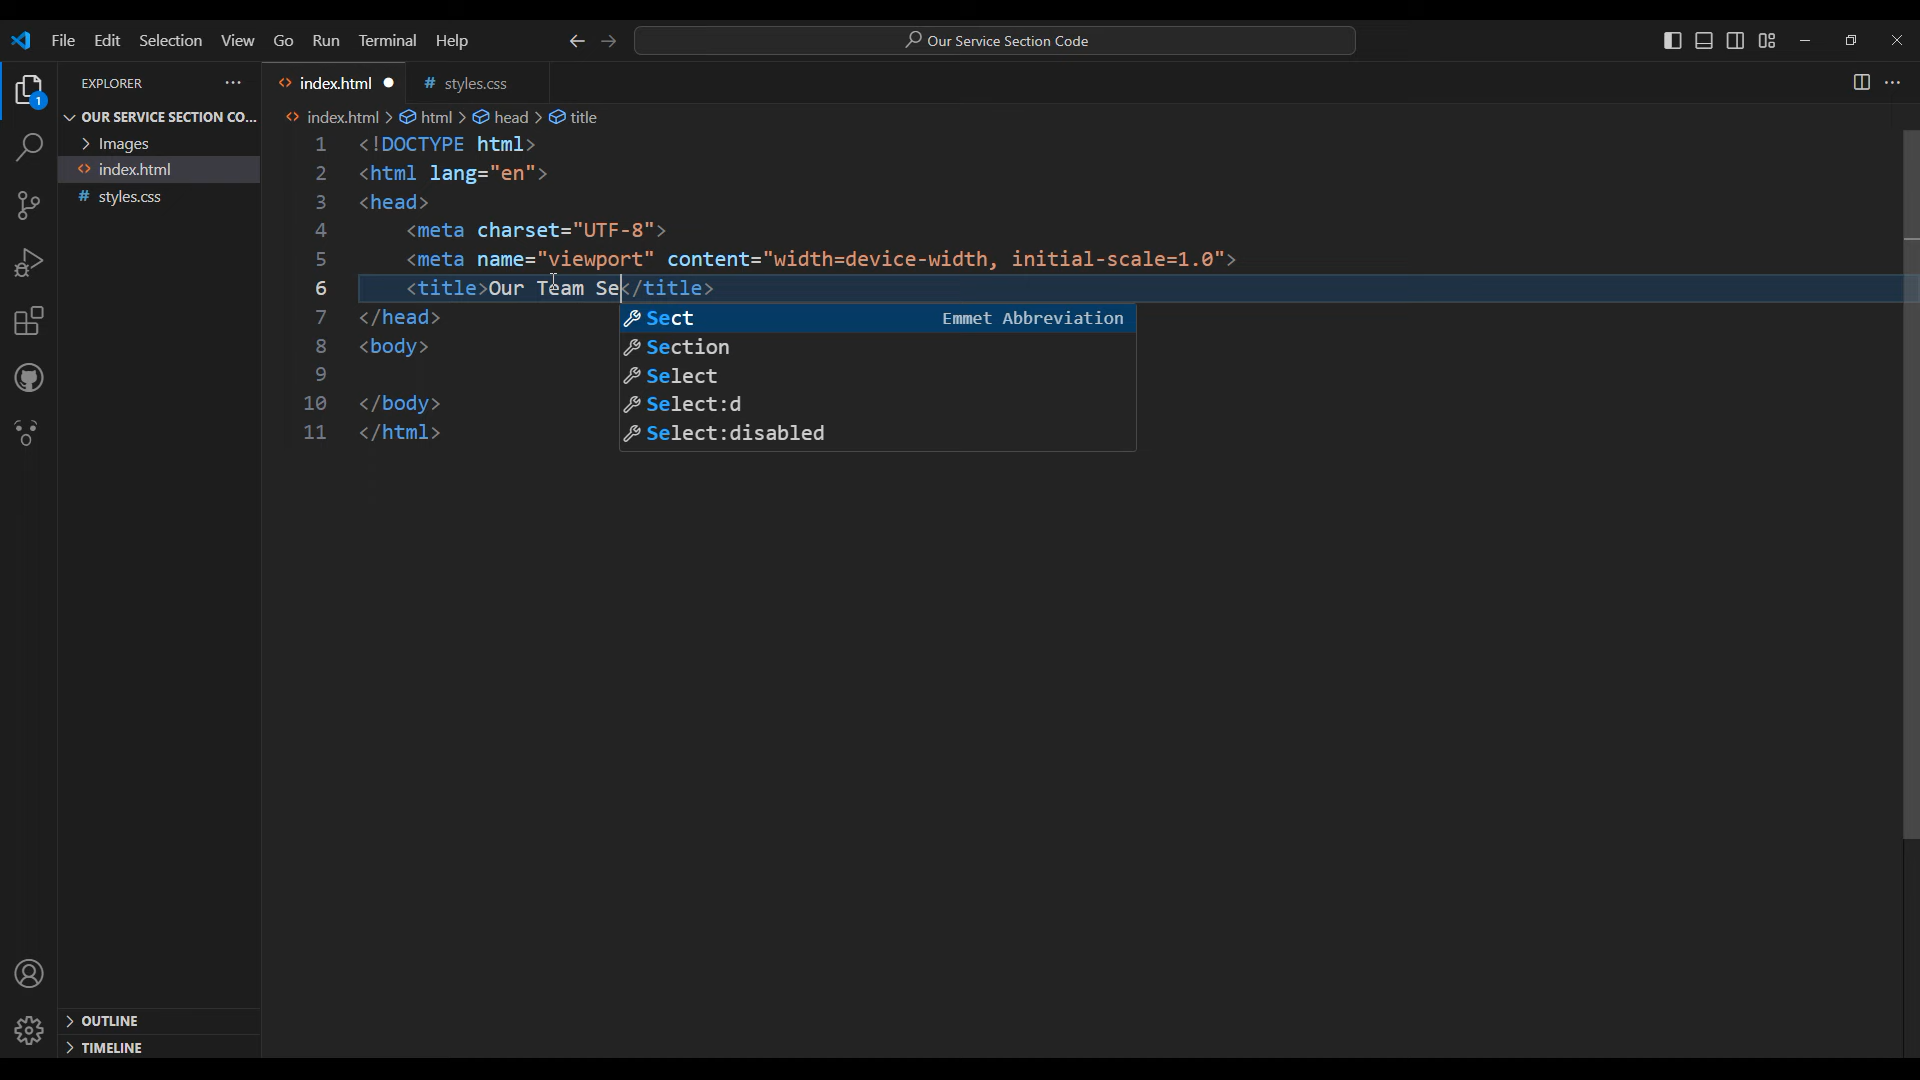 File Edit Selection View Go Run Terminal Help
Our Service Section Code
EXPLORER
1
OUR SERVICE SECTION CO...
Images
index.html
styles.css
OUTLINE
TIMELINE
index.html
styles.css
index.html > html > head > title
1 <!DOCTYPE html>
2 <html lang="en">
3 <head>
4 <meta charset="UTF-8">
5 <meta name="viewport" content="width=device-width, initial-scale=1.0">
6 <title>Our Team Se</title>
7 </head>
8 <body>
9
10 </body>
11 </html>
Sect Emmet Abbreviation
Section
Select
Select:d
Select:disabled